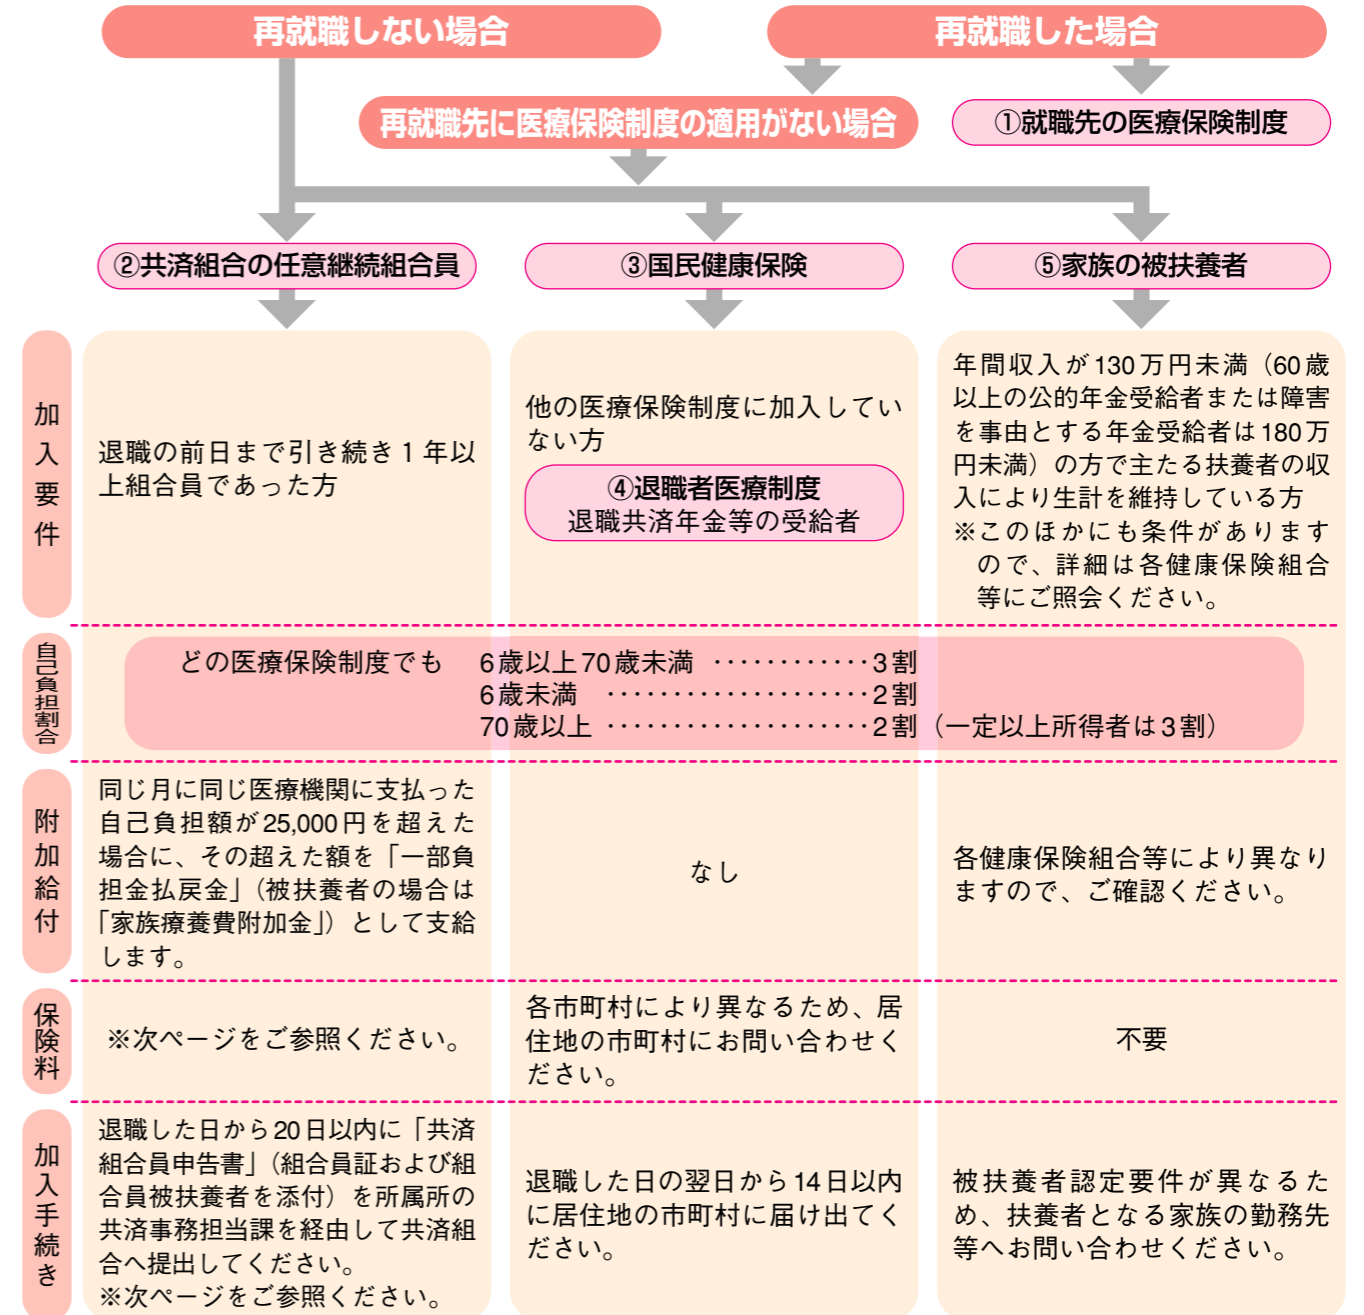 再就職しない場合
再就職した場合
再就職先に医療保険制度の適用がない場合
①就職先の医療保険制度
②共済組合の任意継続組合員
③国民健康保険
⑤家族の被扶養者
加入要件
退職の前日まで引き続き1年以
上組合員であった方
他の医療保険制度に加入してい
ない方
④退職者医療制度
退職共済年金等の受給者
年間収入が130万円未満（60歳
以上の公的年金受給者または障害
を事由とする年金受給者は180万
円未満）の方で主たる扶養者の収
入により生計を維持している方
※このほかにも条件があります
ので、詳細は各健康保険組合
等にご照会ください。
自己負担割合
どの医療保険制度でも 6歳以上70歳未満 ････････････3割
6歳未満 ････････････････････2割
70歳以上 ････････････････････2割（一定以上所得者は3割）
附加給付
同じ月に同じ医療機関に支払った
自己負担額が25,000円を超えた
場合に、その超えた額を「一部負
担金払戻金」（被扶養者の場合は
「家族療養費附加金」）として支給
します。
なし
各健康保険組合等により異なり
ますので、ご確認ください。
保険料
※次ページをご参照ください。
各市町村により異なるため、居
住地の市町村にお問い合わせく
ださい。
不要
加入手続き
退職した日から20日以内に「共済
組合員申告書」（組合員証および組
合員被扶養者を添付）を所属所の
共済事務担当課を経由して共済組
合へ提出してください。
※次ページをご参照ください。
退職した日の翌日から14日以内
に居住地の市町村に届け出てく
ださい。
被扶養者認定要件が異なるた
め、扶養者となる家族の勤務先
等へお問い合わせください。